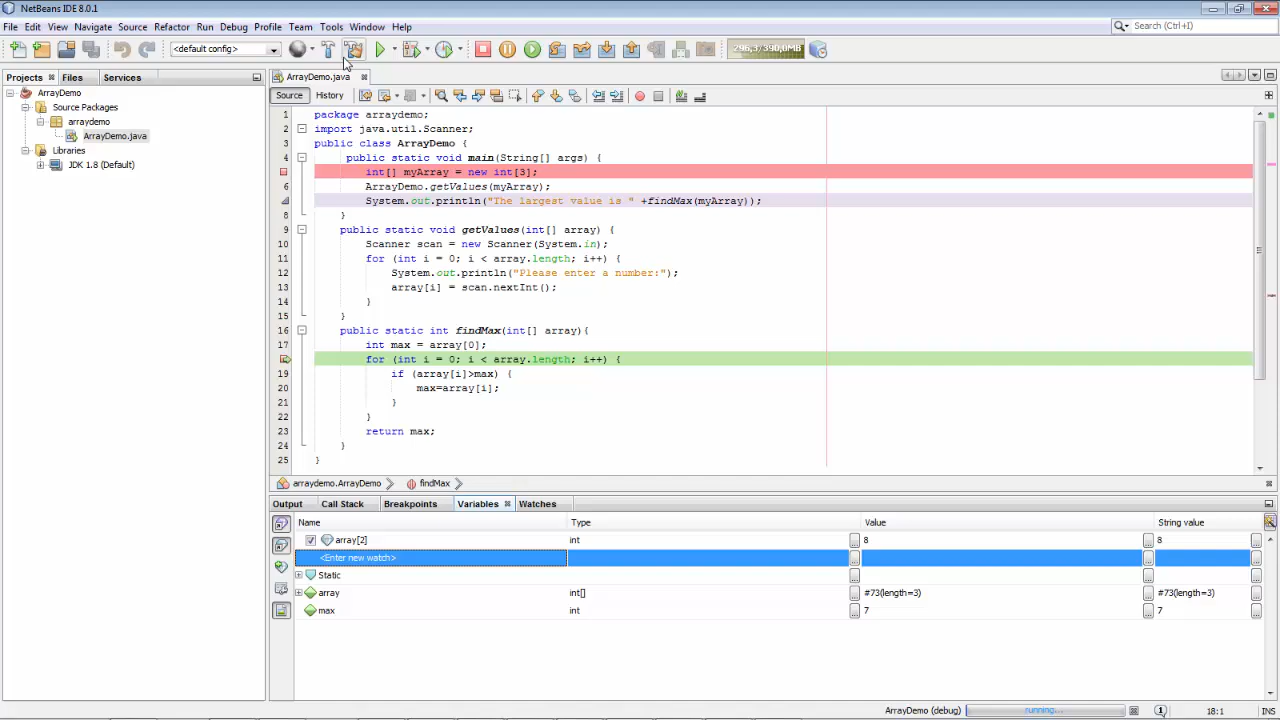 NetBeans IDE 8.0.1
File Edit View Navigate Source Refactor Run Debug Profile Team Tools Window Help
Search (Ctrl+I)
<default config>
296,3/390,0MB
Projects Files Services
ArrayDemo.java
ArrayDemo
Source Packages
arraydemo
ArrayDemo.java
Libraries
JDK 1.8 (Default)
Source History
1 package arraydemo;
2 import java.util.Scanner;
3 public class ArrayDemo {
4 public static void main(String[] args) {
int[] myArray = new int[3];
6 ArrayDemo.getValues(myArray);
System.out.println("The largest value is " +findMax(myArray));
8 }
9 public static void getValues(int[] array) {
10 Scanner scan = new Scanner(System.in);
11 for (int i = 0; i < array.length; i++) {
12 System.out.println("Please enter a number:");
13 array[i] = scan.nextInt();
14 }
15 }
16 public static int findMax(int[] array){
17 int max = array[0];
for (int i = 0; i < array.length; i++) {
19 if (array[i]>max) {
20 max=array[i];
21 }
22 }
23 return max;
24 }
25 }
arraydemo.ArrayDemo findMax
Output Call Stack Breakpoints Variables Watches
Name Type Value String value
array[2] int 8 8
<Enter new watch>
Static
array int[] #73(length=3) #73(length=3)
max int 7 7
ArrayDemo (debug) running... 18:1 INS